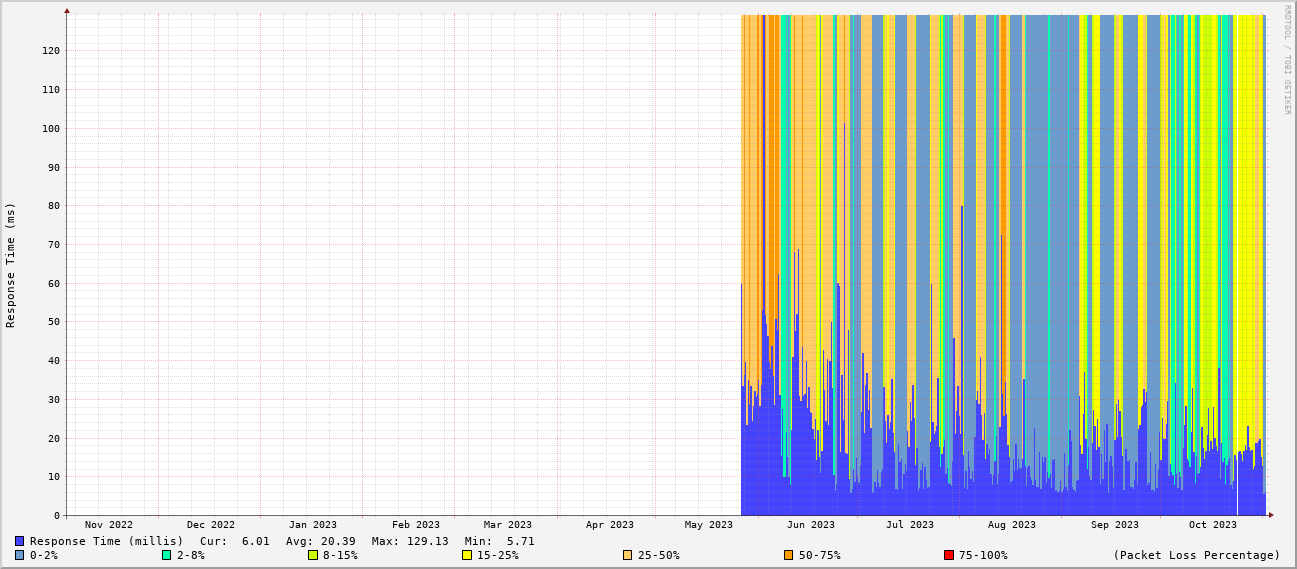 RRDTOOL / TOBI OETIKER
Response Time (ms)
120
110
100
90
80
70
60
50
40
30
20
10
0
Nov 2022 Dec 2022 Jan 2023 Feb 2023 Mar 2023 Apr 2023 May 2023 Jun 2023 Jul 2023 Aug 2023 Sep 2023 Oct 2023
Response Time (millis) Cur: 6.01 Avg: 20.39 Max: 129.13 Min: 5.71
0-2% 2-8% 8-15% 15-25% 25-50% 50-75% 75-100% (Packet Loss Percentage)